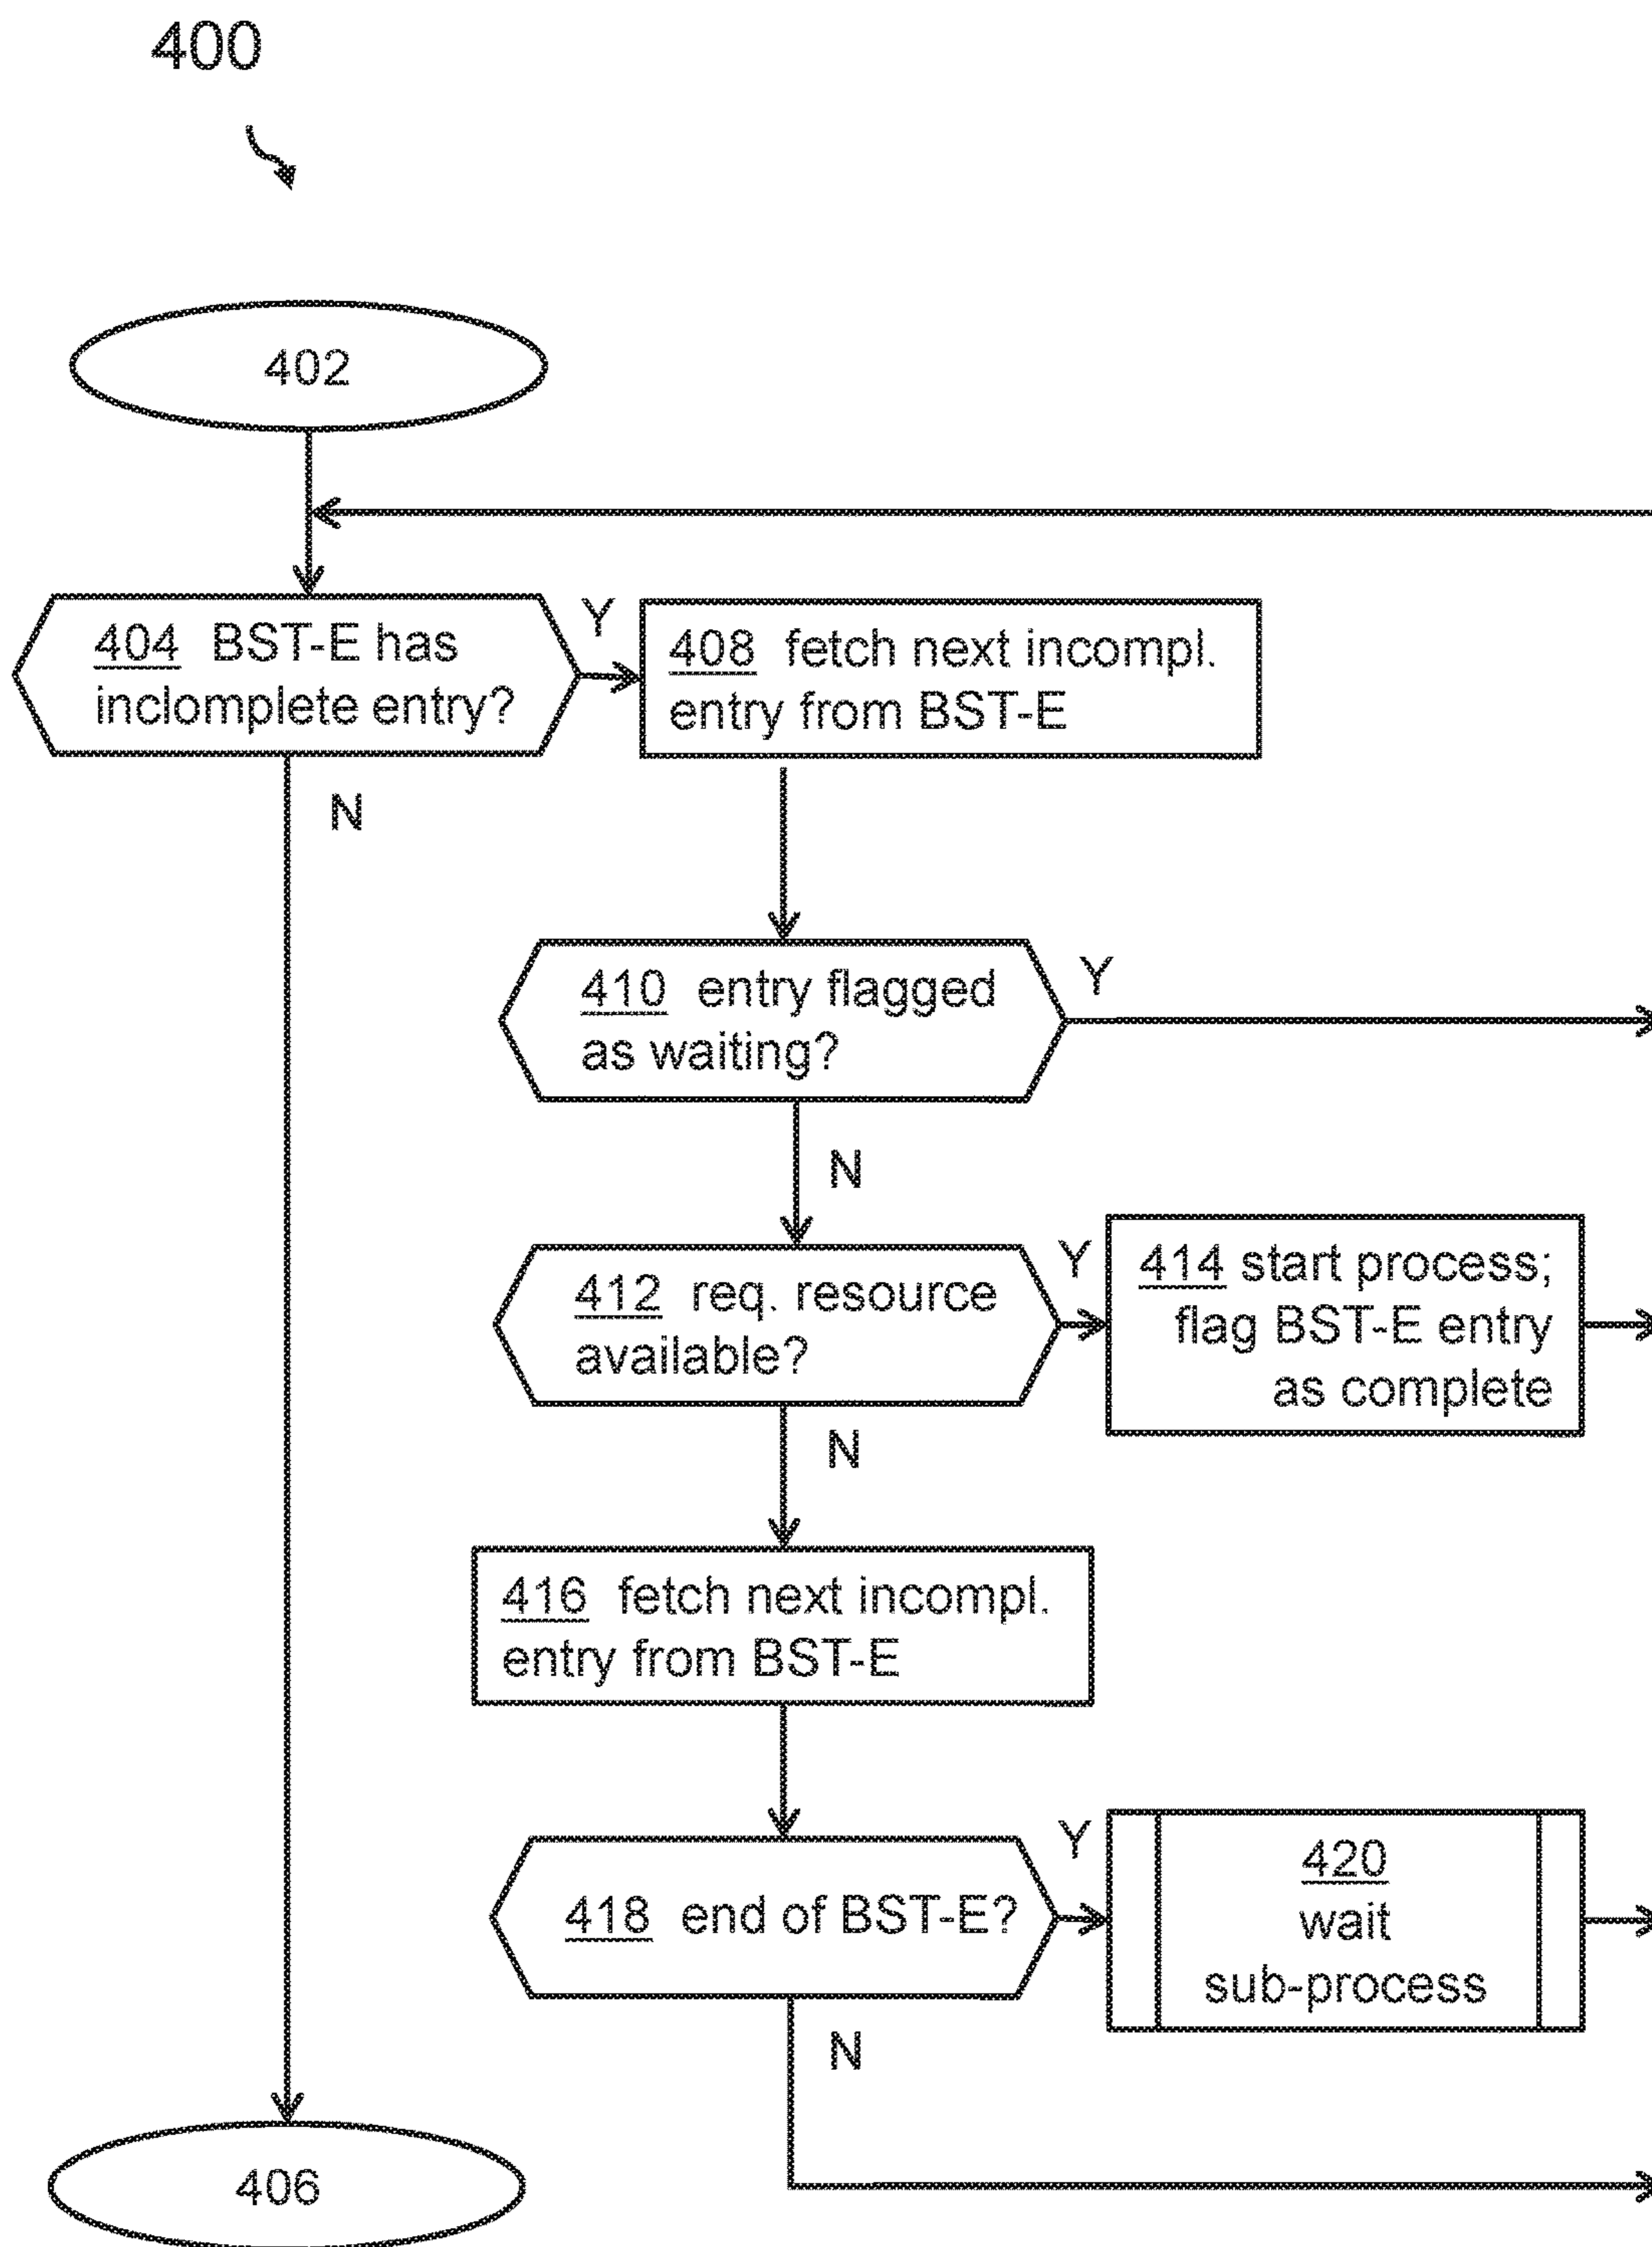 400
402
404 BST-E has
inclomplete entry?
Y
408 fetch next incompl.
entry from BST-E
N
410 entry flagged
as waiting?
Y
N
412 req. resource
available?
Y
414 start process;
flag BST-E entry
as complete
N
416 fetch next incompl.
entry from BST-E
418 end of BST-E?
Y
420
wait
sub-process
N
406